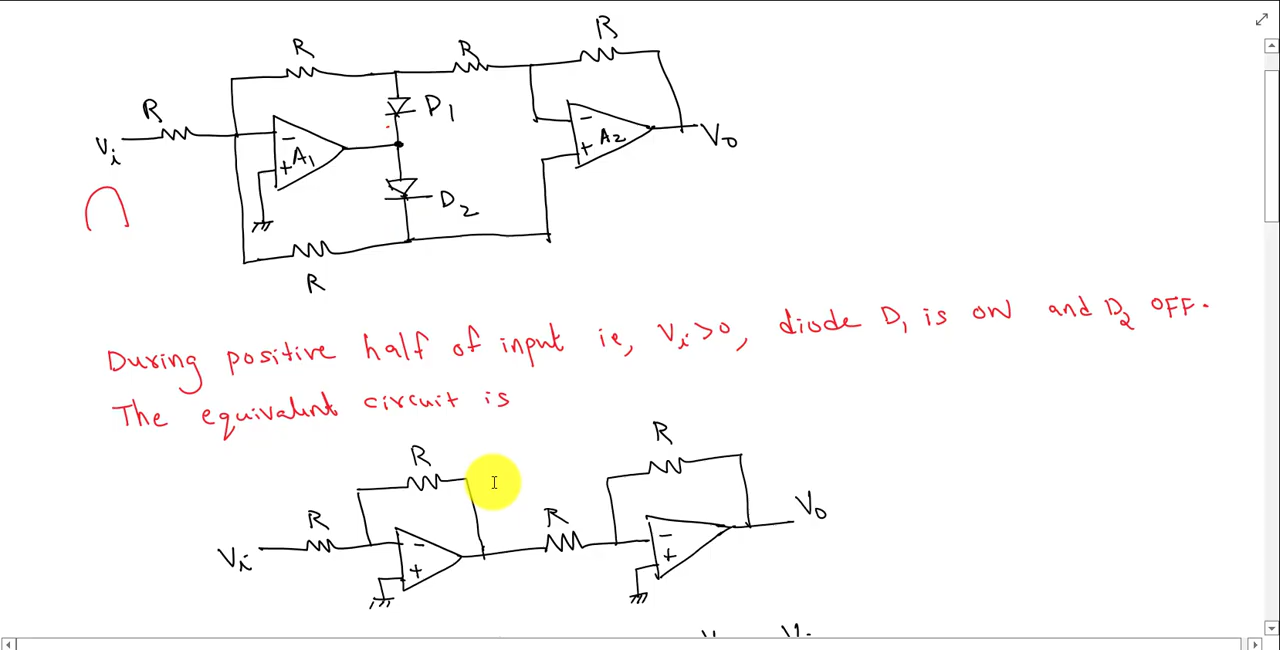 R
R
R
R
Vi
−
+
A1
D1
D2
−
+
A2
Vo
R
During positive half of input ie, Vi>0, diode D1 is ON and D2 OFF.
The equivalent circuit is
R
R
R
R
Vi
−
+
−
+
Vo